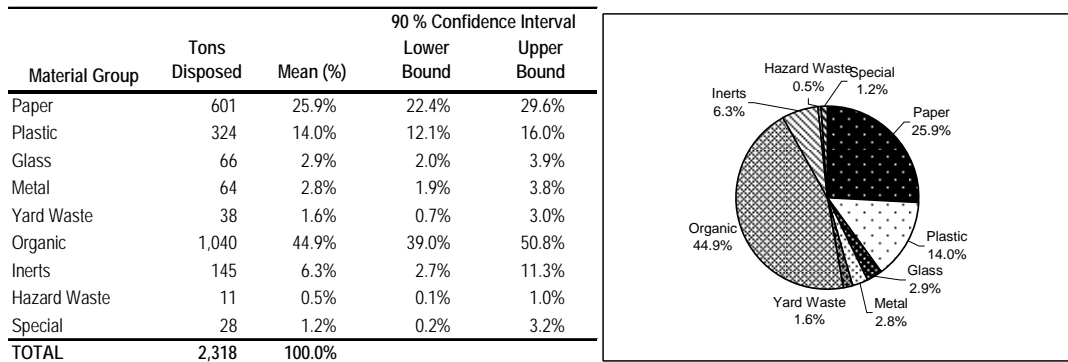 90 % Confidence Interval
Tons Lower Upper
Material Group Disposed Mean (%) Bound Bound
Paper 601 25.9% 22.4% 29.6%
Plastic 324 14.0% 12.1% 16.0%
Glass 66 2.9% 2.0% 3.9%
Metal 64 2.8% 1.9% 3.8%
Yard Waste 38 1.6% 0.7% 3.0%
Organic 1,040 44.9% 39.0% 50.8%
Inerts 145 6.3% 2.7% 11.3%
Hazard Waste 11 0.5% 0.1% 1.0%
Special 28 1.2% 0.2% 3.2%
TOTAL 2,318 100.0%
Hazard Waste
0.5%
Special
1.2%
Inerts
6.3%
Paper
25.9%
Organic
44.9%
Plastic
14.0%
Glass
2.9%
Yard Waste
1.6%
Metal
2.8%